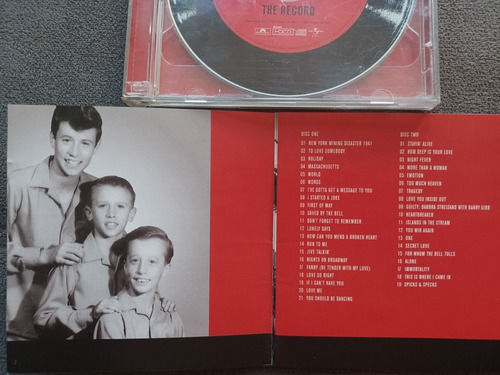 THE RECORD
DISC ONE
01 NEW YORK MINING DISASTER 1941
02 TO LOVE SOMEBODY
03 HOLIDAY
04 MASSACHUSETTS
05 WORLD
06 WORDS
07 I'VE GOTTA GET A MESSAGE TO YOU
08 I STARTED A JOKE
09 FIRST OF MAY
10 SAVED BY THE BELL
11 DON'T FORGET TO REMEMBER
12 LONELY DAYS
13 HOW CAN YOU MEND A BROKEN HEART
14 RUN TO ME
15 JIVE TALKIN'
16 NIGHTS ON BROADWAY
17 FANNY (BE TENDER WITH MY LOVE)
18 LOVE SO RIGHT
19 IF I CAN'T HAVE YOU
20 LOVE ME
21 YOU SHOULD BE DANCING
DISC TWO
01 STAYIN' ALIVE
02 HOW DEEP IS YOUR LOVE
03 NIGHT FEVER
04 MORE THAN A WOMAN
05 EMOTION
06 TOO MUCH HEAVEN
07 TRAGEDY
08 LOVE YOU INSIDE OUT
09 GUILTY: BARBRA STREISAND WITH BARRY GIBB
10 HEARTBREAKER
11 ISLANDS IN THE STREAM
12 YOU WIN AGAIN
13 ONE
14 SECRET LOVE
15 FOR WHOM THE BELL TOLLS
16 ALONE
17 IMMORTALITY
18 THIS IS WHERE I CAME IN
19 SPICKS & SPECKS